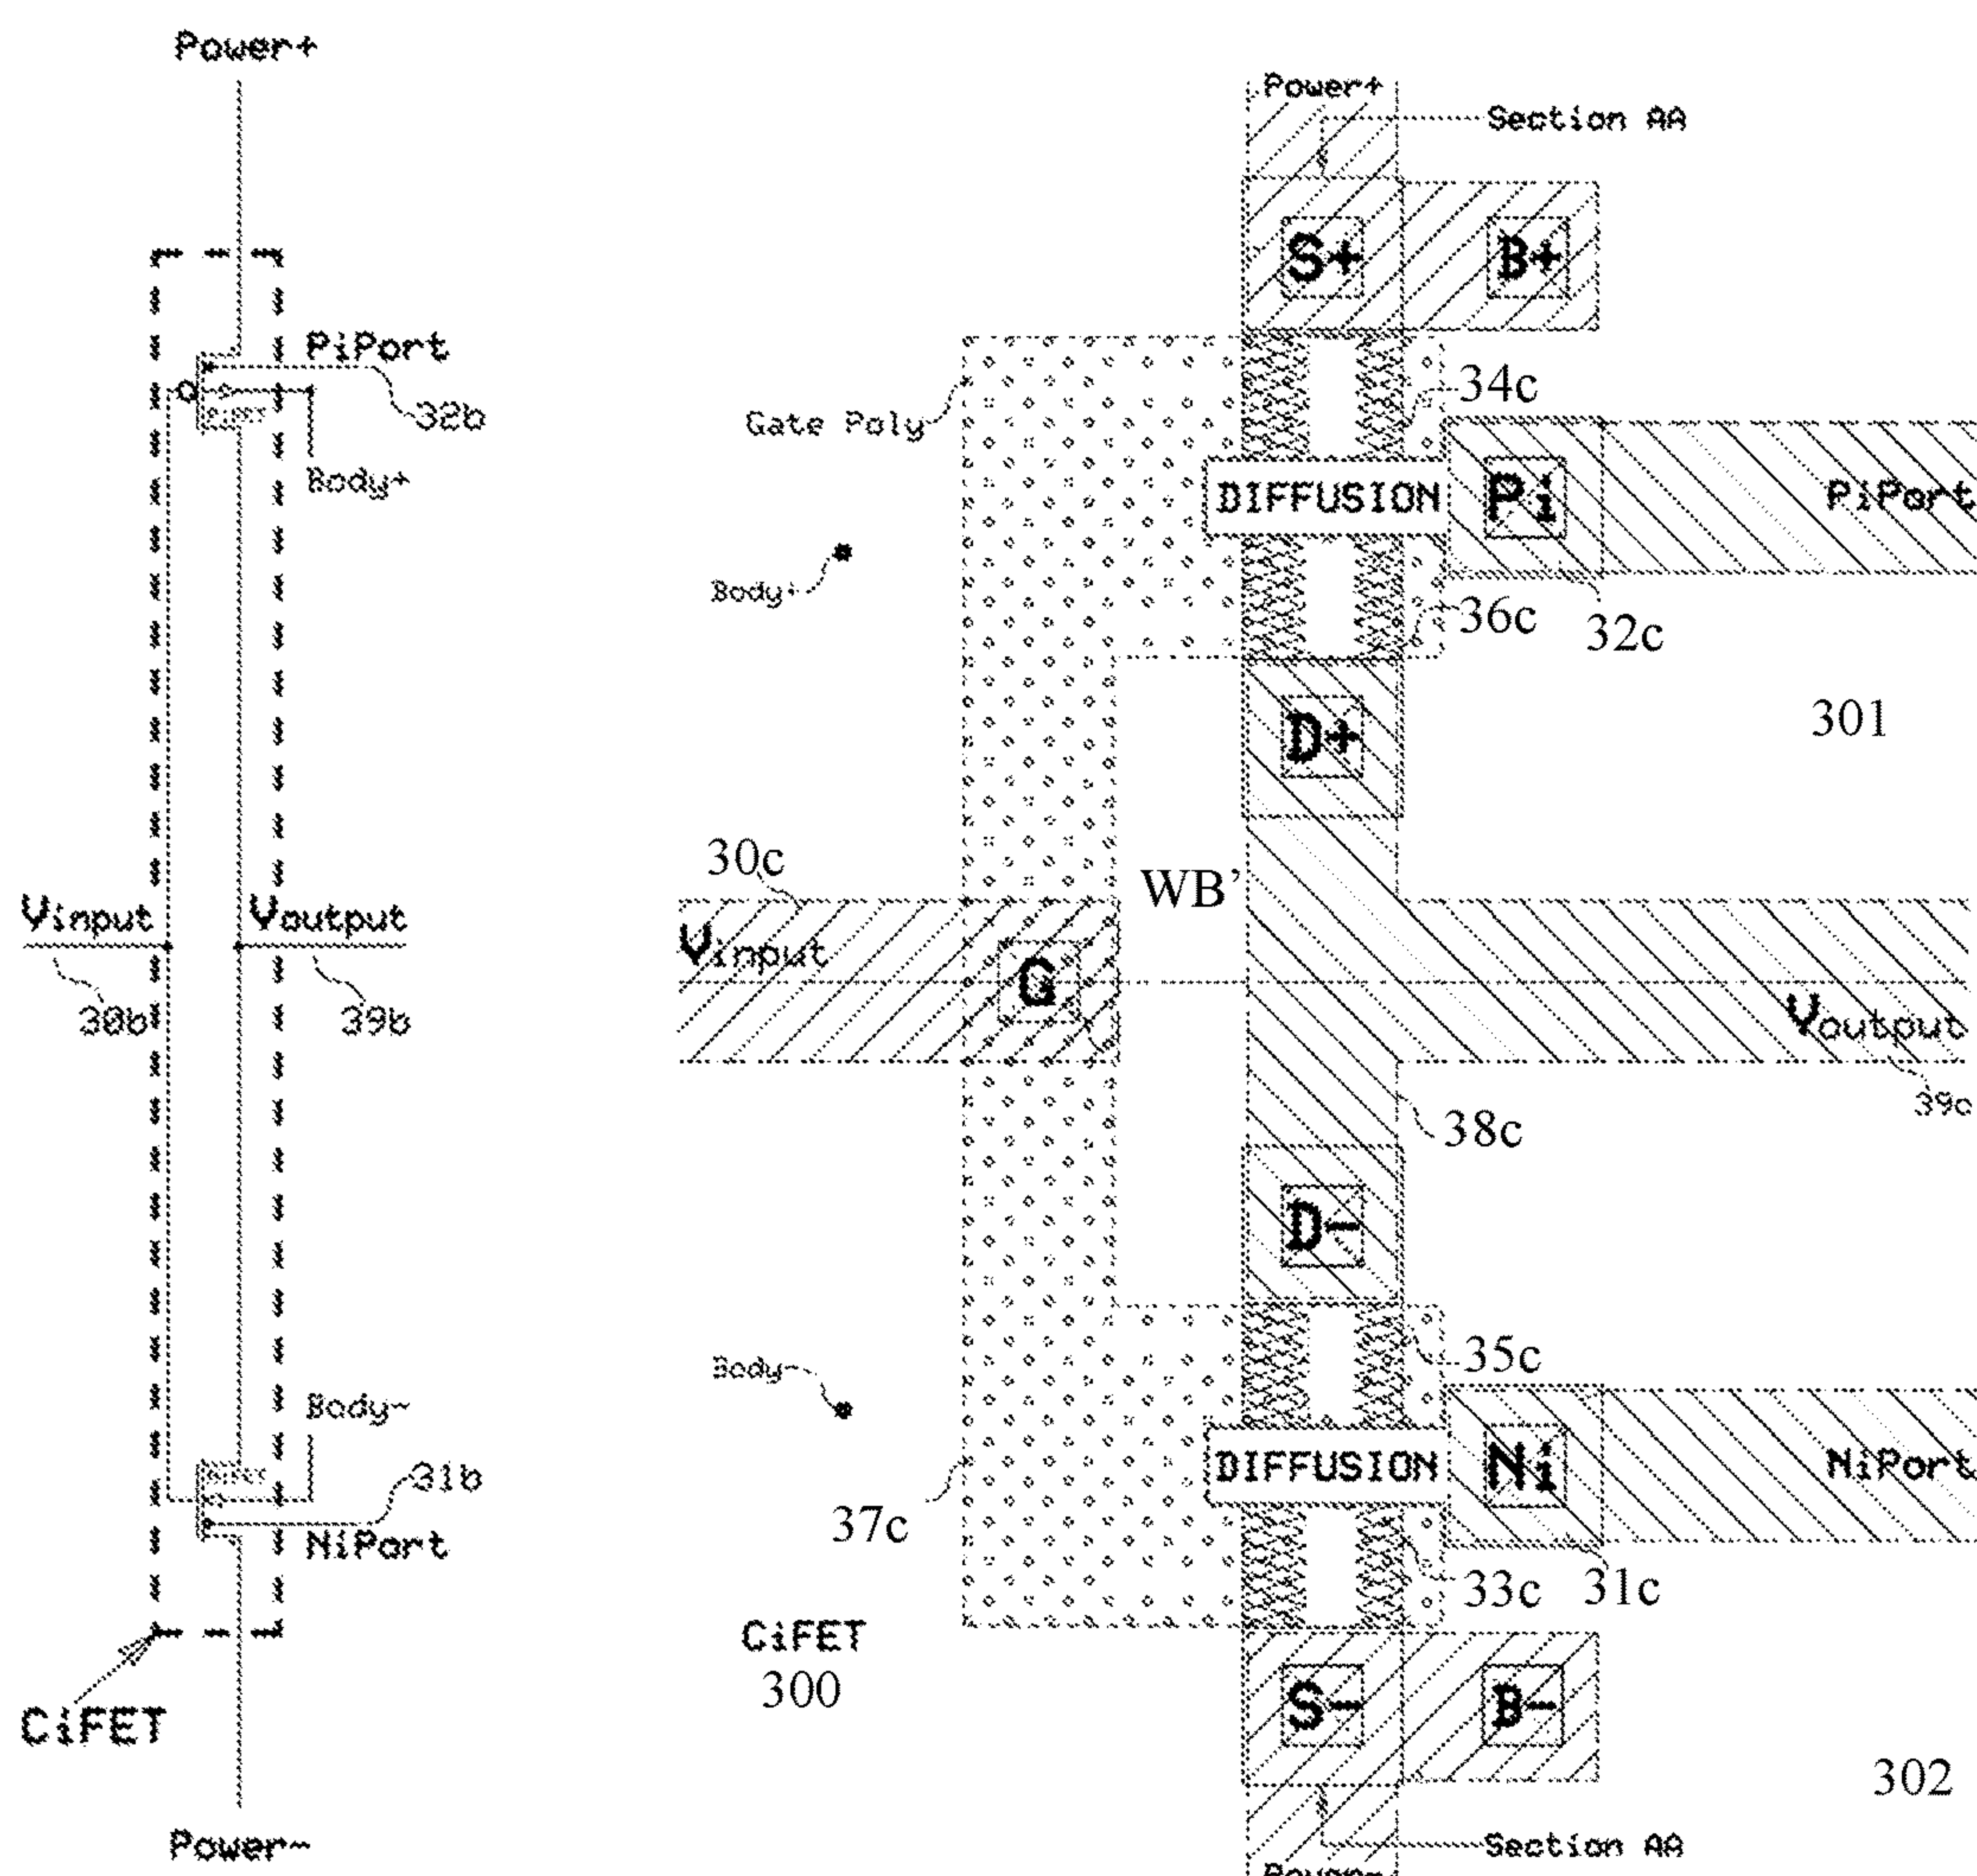 Power+
PiPort
32b
Body+
Vinput
Voutput
30b
39b
Body-
31b
NiPort
CiFET
Power-
Power+
Section AA
S+
B+
34c
Gate Poly
DIFFUSION
Pi
PiPort
Body+
36c
32c
D+
301
30c
WB'
Vinput
G
Voutput
39c
38c
D-
Body-
35c
DIFFUSION
Ni
NiPort
37c
33c
31c
CiFET
300
S-
B-
302
Section AA
Power-